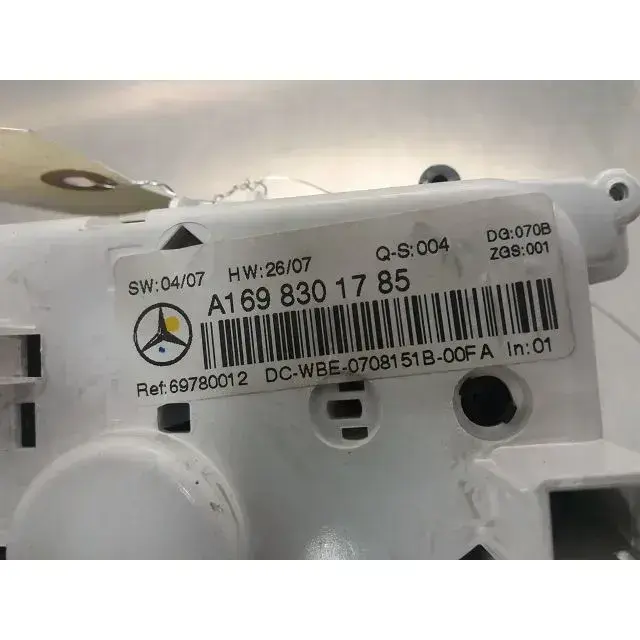 SW:04/07 HW:26/07 Q-S:004 DG:070B
ZGS:001
A169 830 17 85
Ref:69780012 DC-WBE-0708151B-00FA In:01